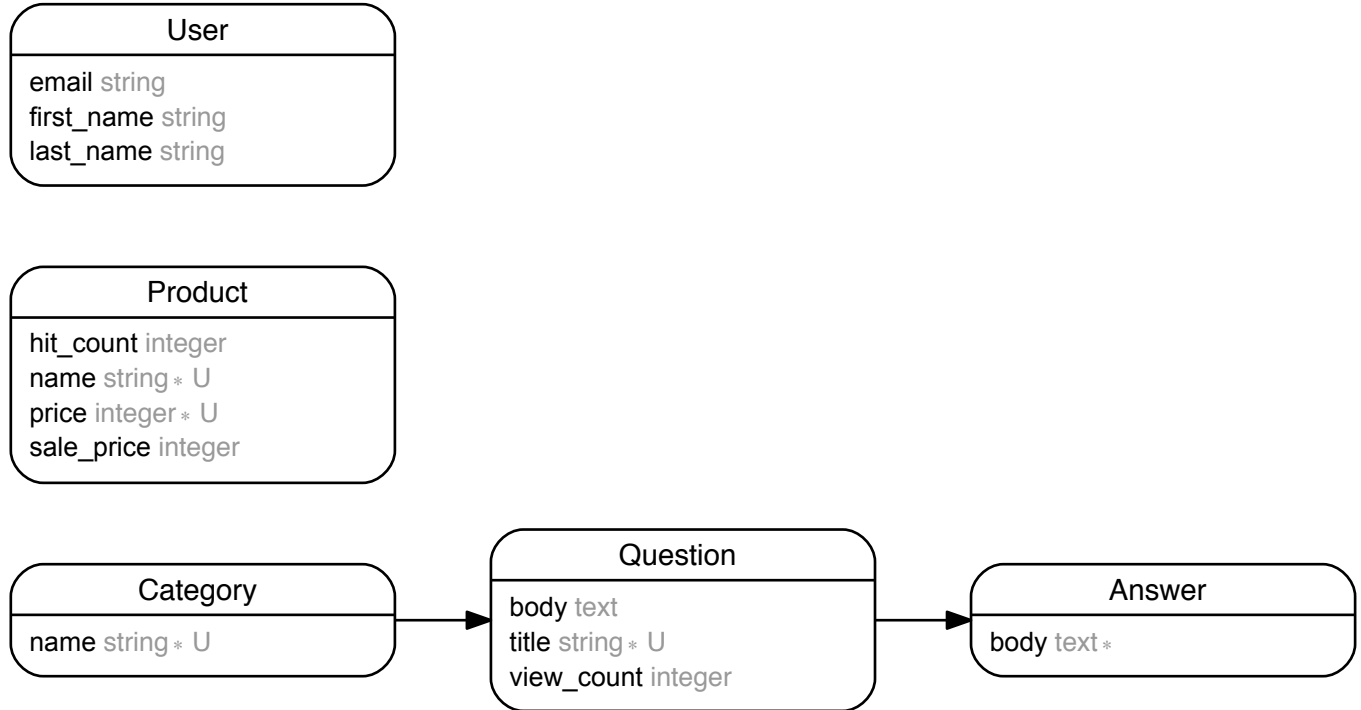 User
email string
first_name string
last_name string
Product
hit_count integer
name string * U
price integer * U
sale_price integer
Category
name string * U
Question
body text
title string * U
view_count integer
Answer
body text *